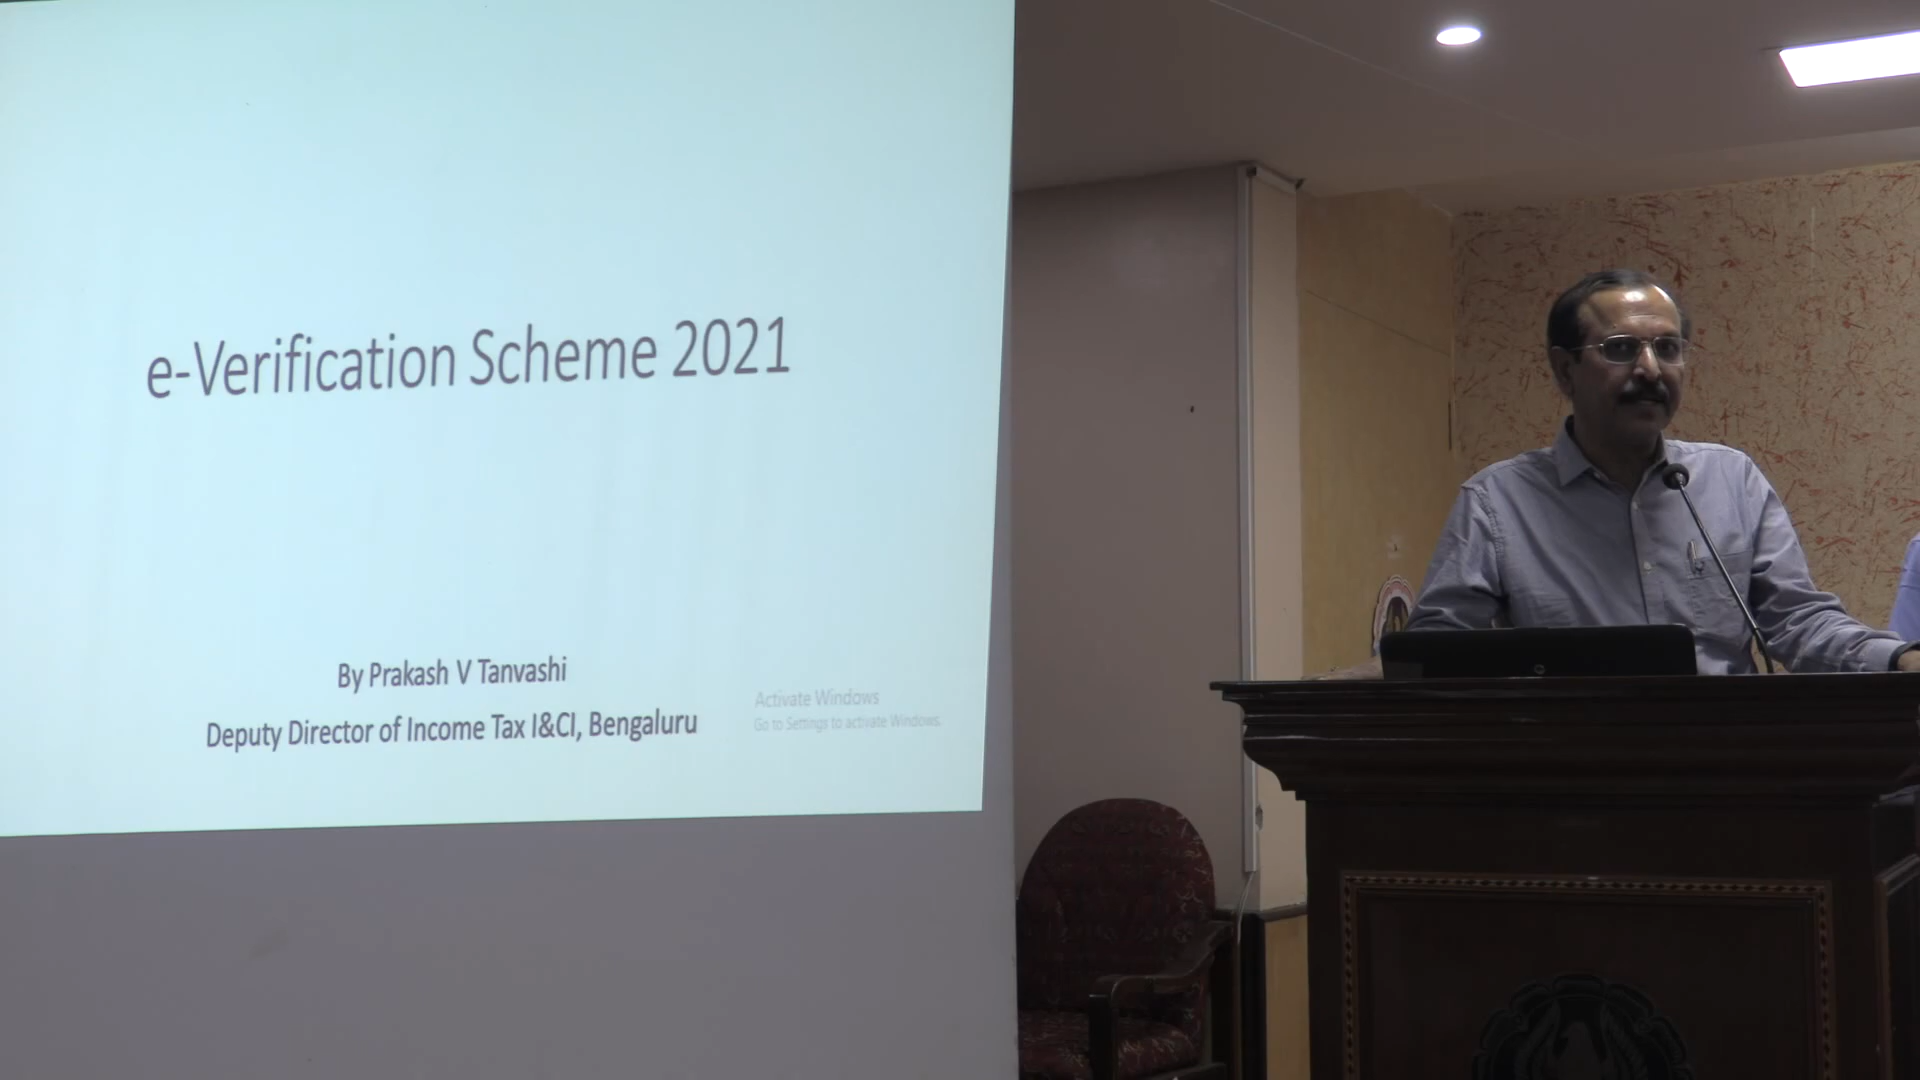 e-Verification Scheme 2021
By Prakash V Tanvashi
Deputy Director of Income Tax I&CI, Bengaluru
Activate Windows
Go to Settings to activate Windows.